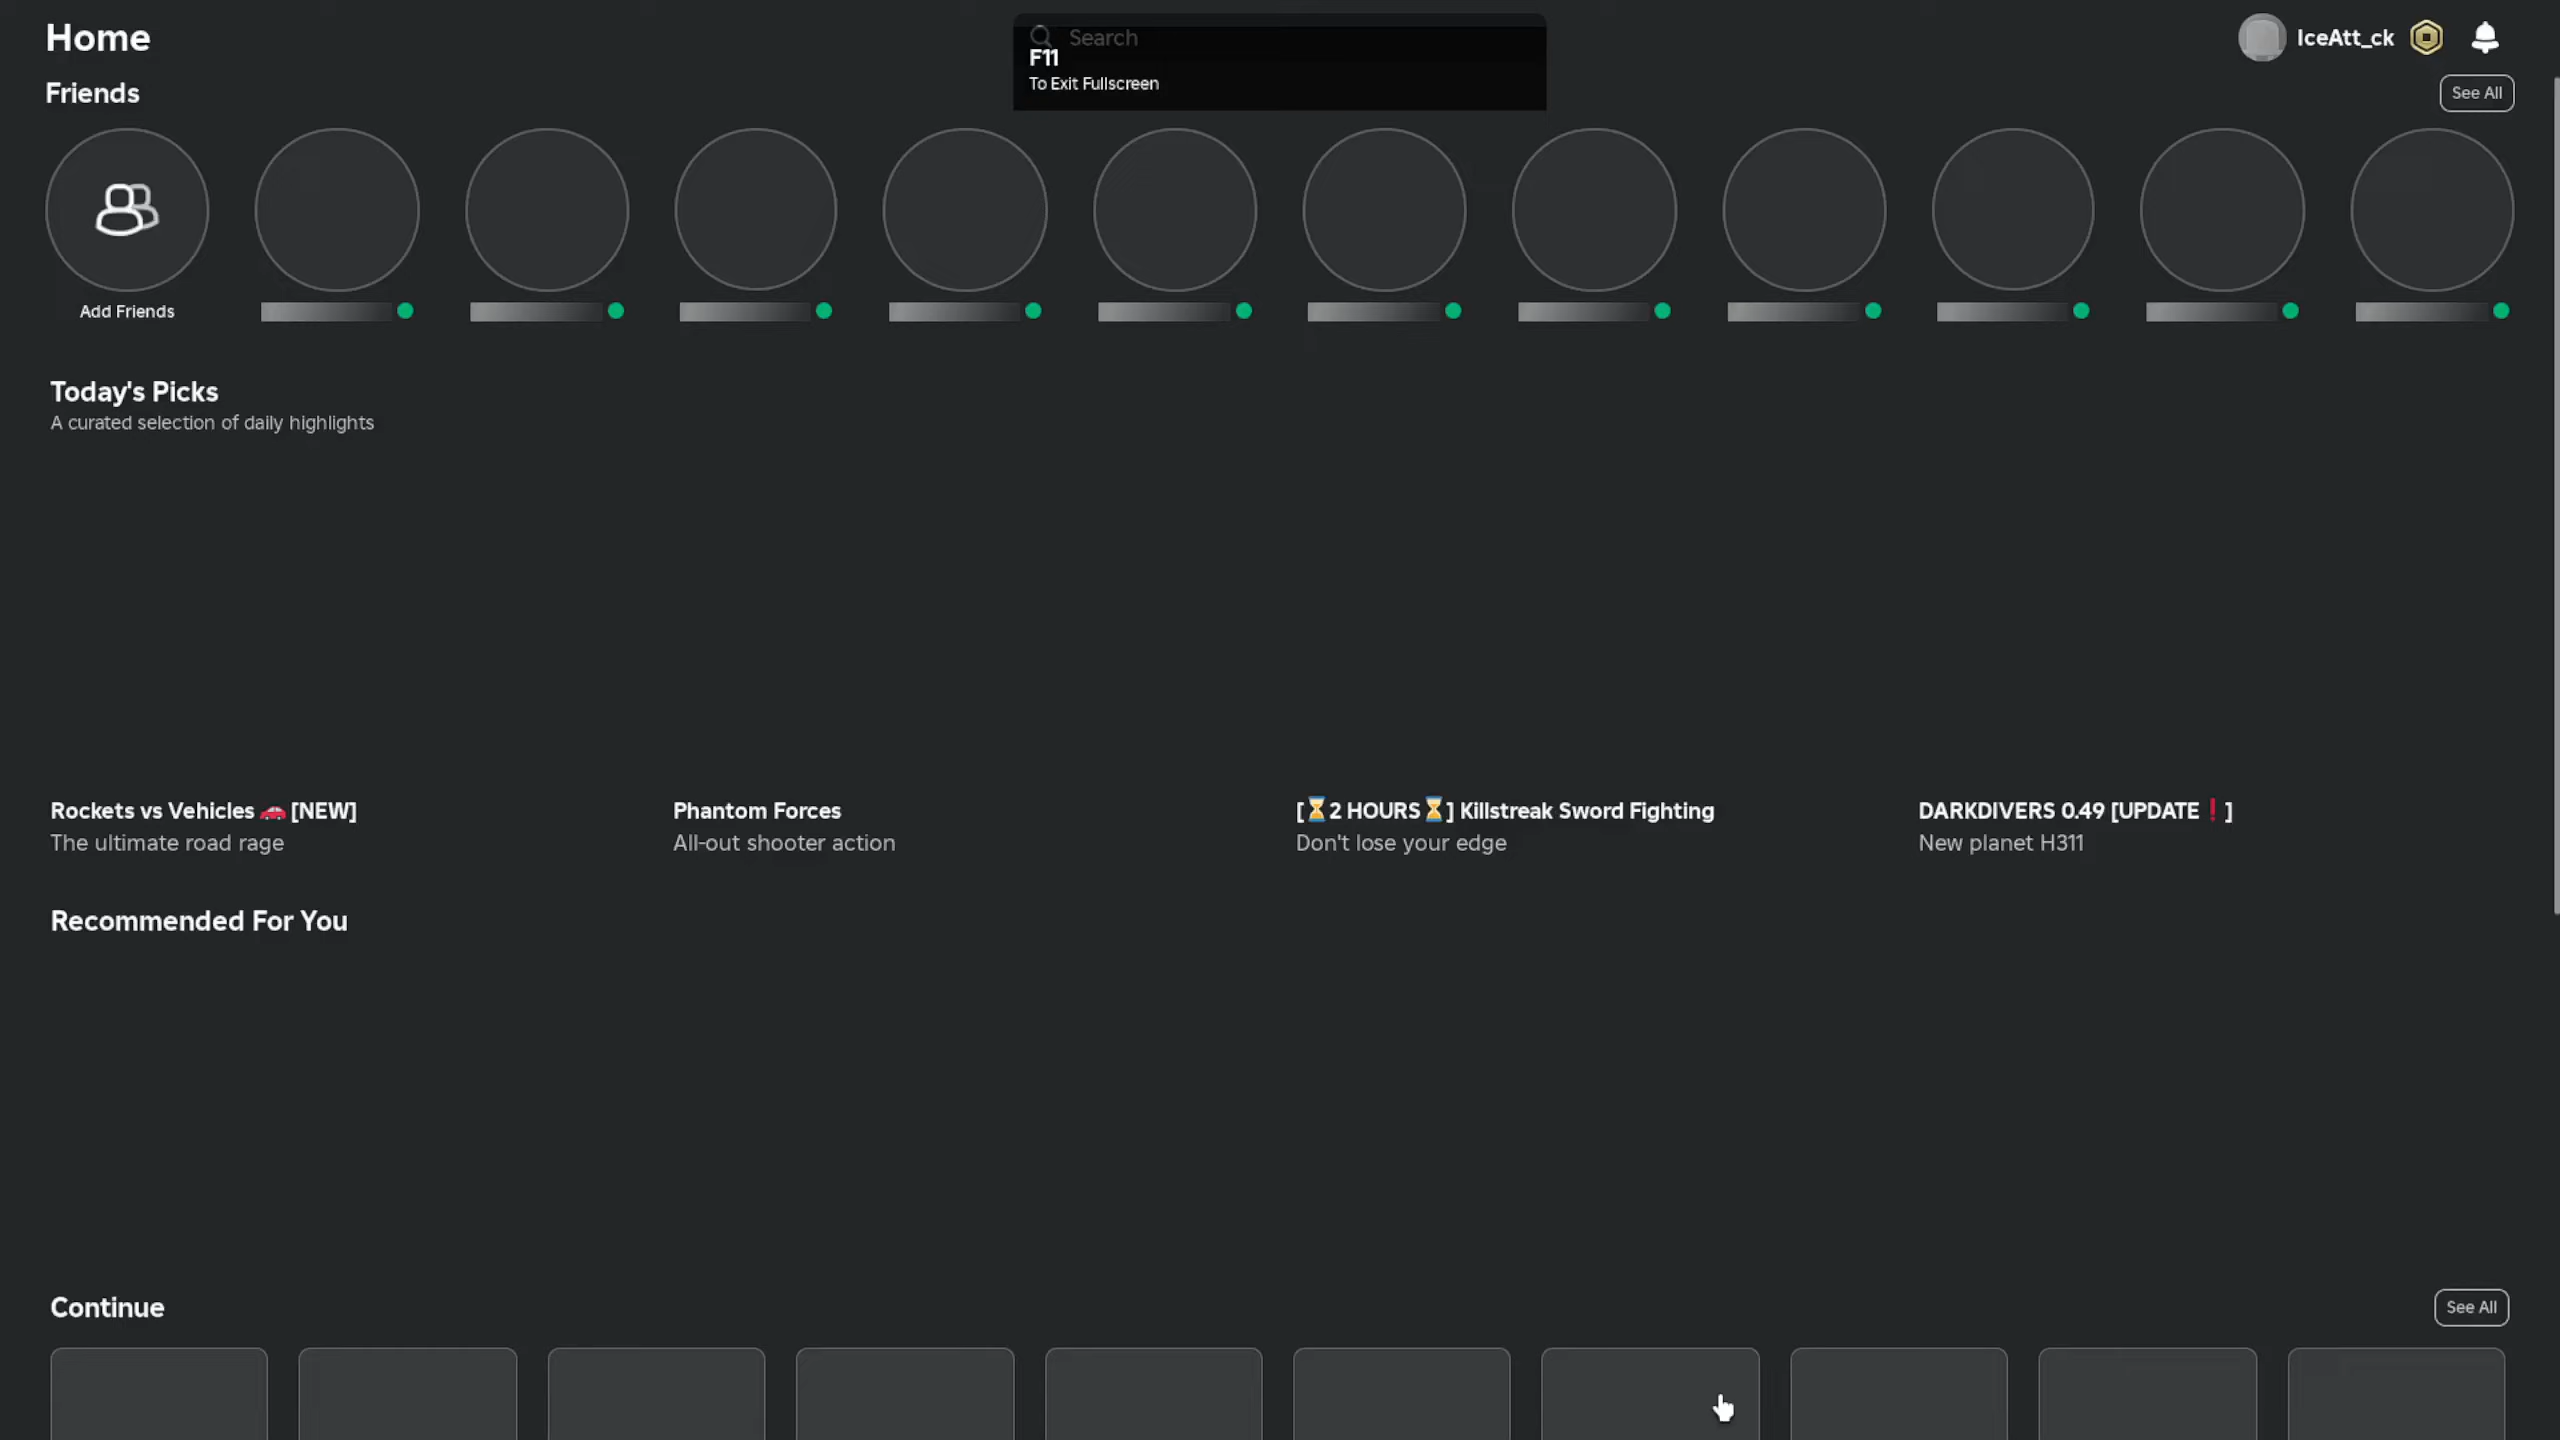 Home
Search
F11
To Exit Fullscreen
IceAtt_ck
Friends
See All
Add Friends
Today's Picks
A curated selection of daily highlights
Rockets vs Vehicles 🚗 [NEW]
The ultimate road rage
Phantom Forces
All-out shooter action
[⏳2 HOURS⏳] Killstreak Sword Fighting
Don't lose your edge
DARKDIVERS 0.49 [UPDATE❗]
New planet H311
Recommended For You
Continue
See All